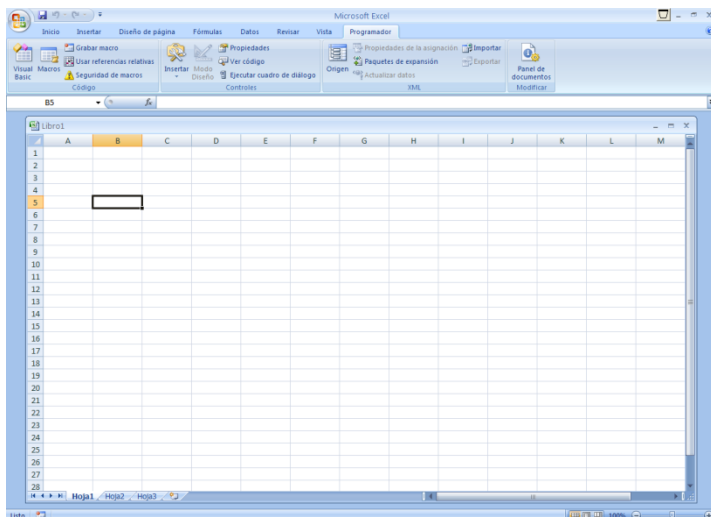 Microsoft Excel
Inicio Insertar Diseño de página Fórmulas Datos Revisar Vista Programador
Visual Basic
Macros
Grabar macro
Usar referencias relativas
Seguridad de macros
Código
Insertar
Modo Diseño
Propiedades
Ver código
Ejecutar cuadro de diálogo
Controles
Origen
Propiedades de la asignación
Paquetes de expansión
Actualizar datos
Importar
Exportar
XML
Panel de documentos
Modificar
B5 fx
Libro1
A B C D E F G H I J K L M
1
2
3
4
5
6
7
8
9
10
11
12
13
14
15
16
17
18
19
20
21
22
23
24
25
26
27
28
Hoja1 Hoja2 Hoja3
Listo 100%